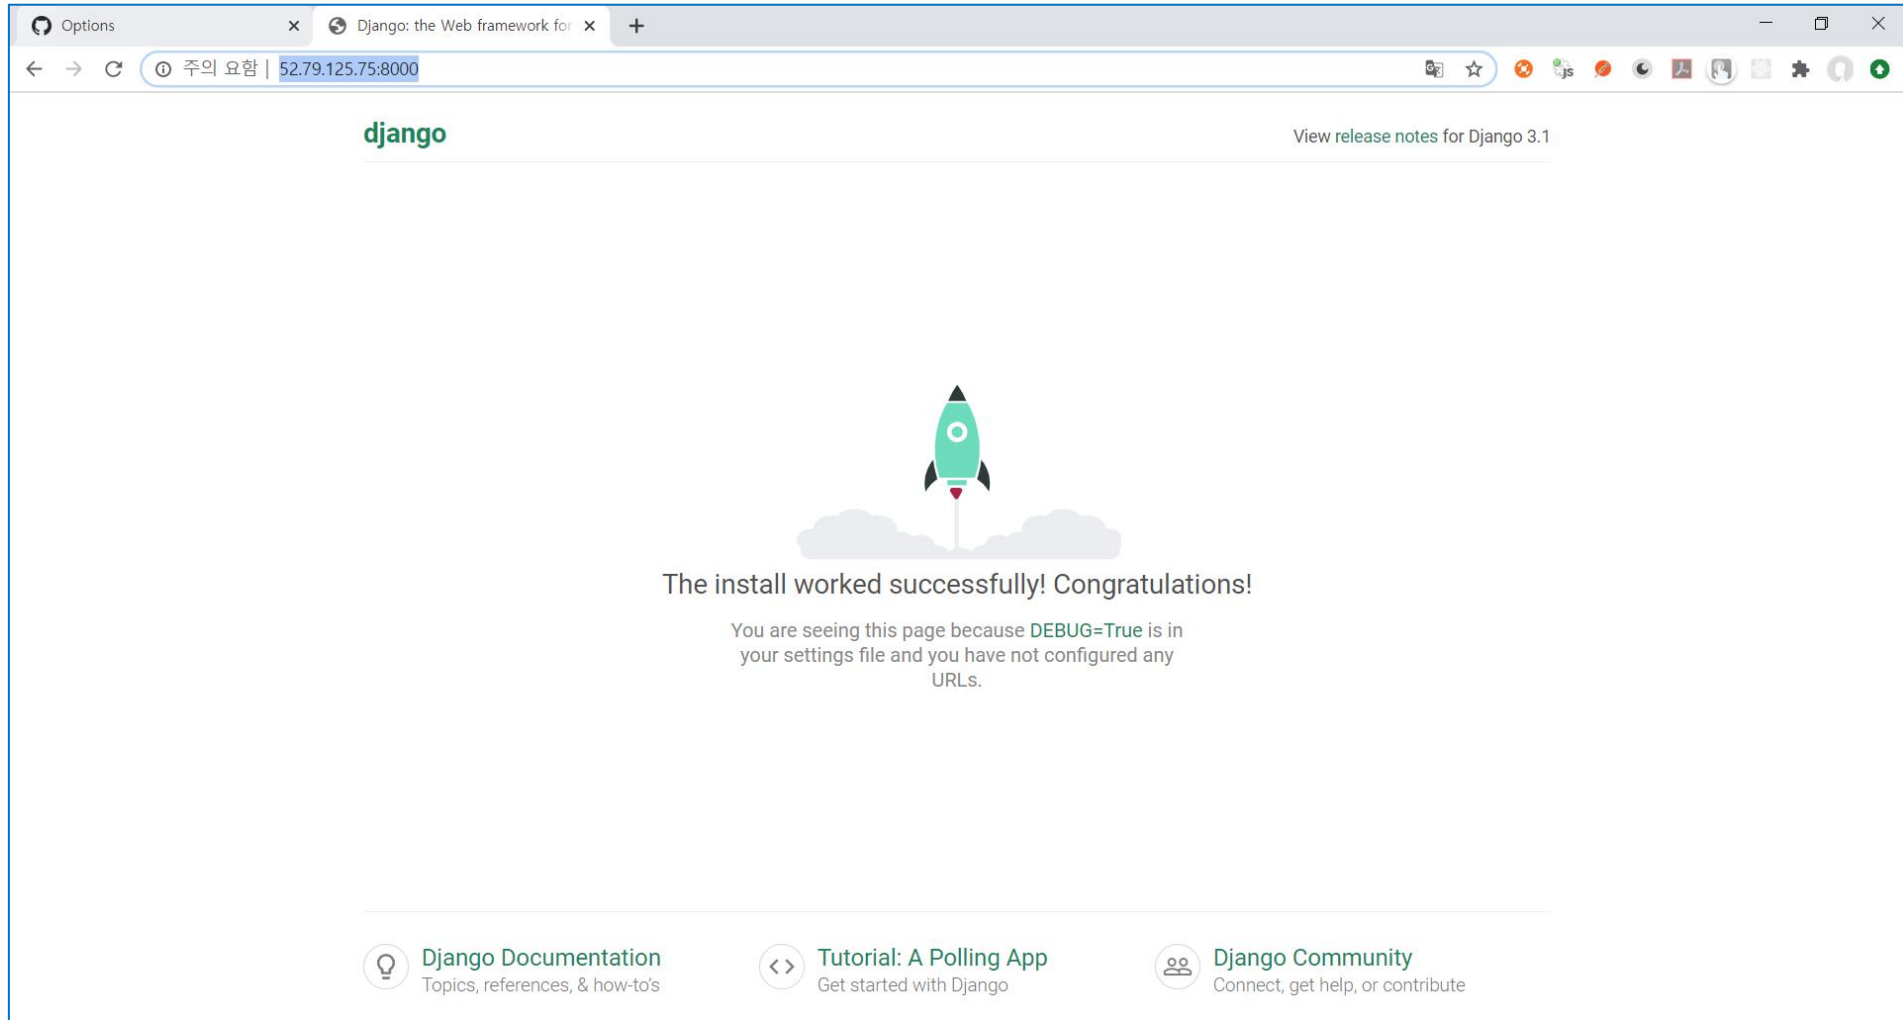 Options
Django: the Web framework for
주의 요함 | 52.79.125.75:8000
js
django
View release notes for Django 3.1
The install worked successfully! Congratulations!
You are seeing this page because DEBUG=True is in
your settings file and you have not configured any
URLs.
Django Documentation
Topics, references, & how-to's
Tutorial: A Polling App
Get started with Django
Django Community
Connect, get help, or contribute